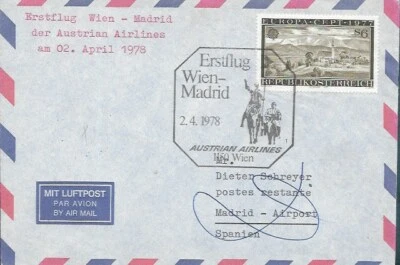 Erstflug Wien - Madrid
der Austrian Airlines
am 02. April 1978
EUROPA-CEPT 1977
S6
REPUBLIK ÖSTERREICH
Erstflug
Wien-
Madrid
2.4.1978
AUSTRIAN AIRLINES
1150 Wien
MIT LUFTPOST
PAR AVION
BY AIR MAIL
Mr.
Dieter Schreyer
postes restante
Madrid - Airport
Spanien